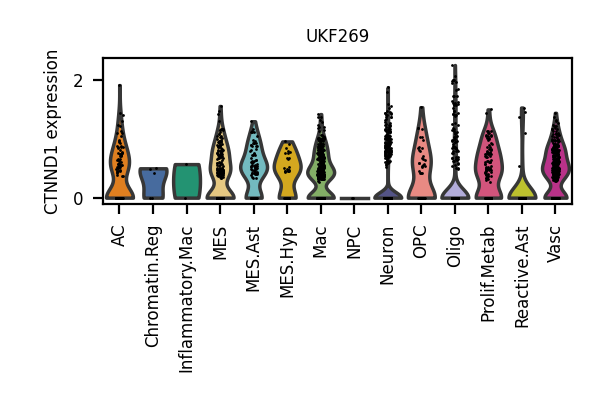 UKF269
CTNND1 expression
2
0
AC
Chromatin.Reg
Inflammatory.Mac
MES
MES.Ast
MES.Hyp
Mac
NPC
Neuron
OPC
Oligo
Prolif.Metab
Reactive.Ast
Vasc